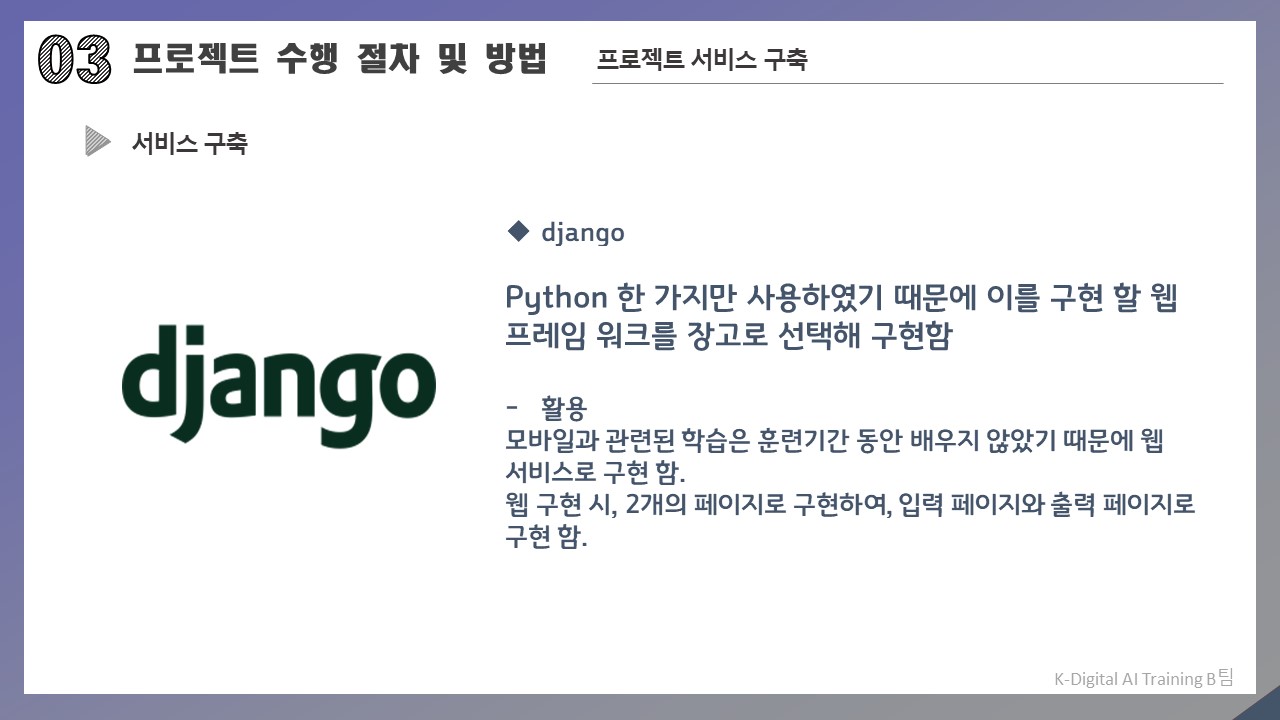 03 프로젝트 수행 절차 및 방법 프로젝트 서비스 구축
서비스 구축
django
◆ django
Python 한 가지만 사용하였기 때문에 이를 구현 할 웹
프레임 워크를 장고로 선택해 구현함
- 활용
모바일과 관련된 학습은 훈련기간 동안 배우지 않았기 때문에 웹
서비스로 구현 함.
웹 구현 시, 2개의 페이지로 구현하여, 입력 페이지와 출력 페이지로
구현 함.
K-Digital AI Training B팀